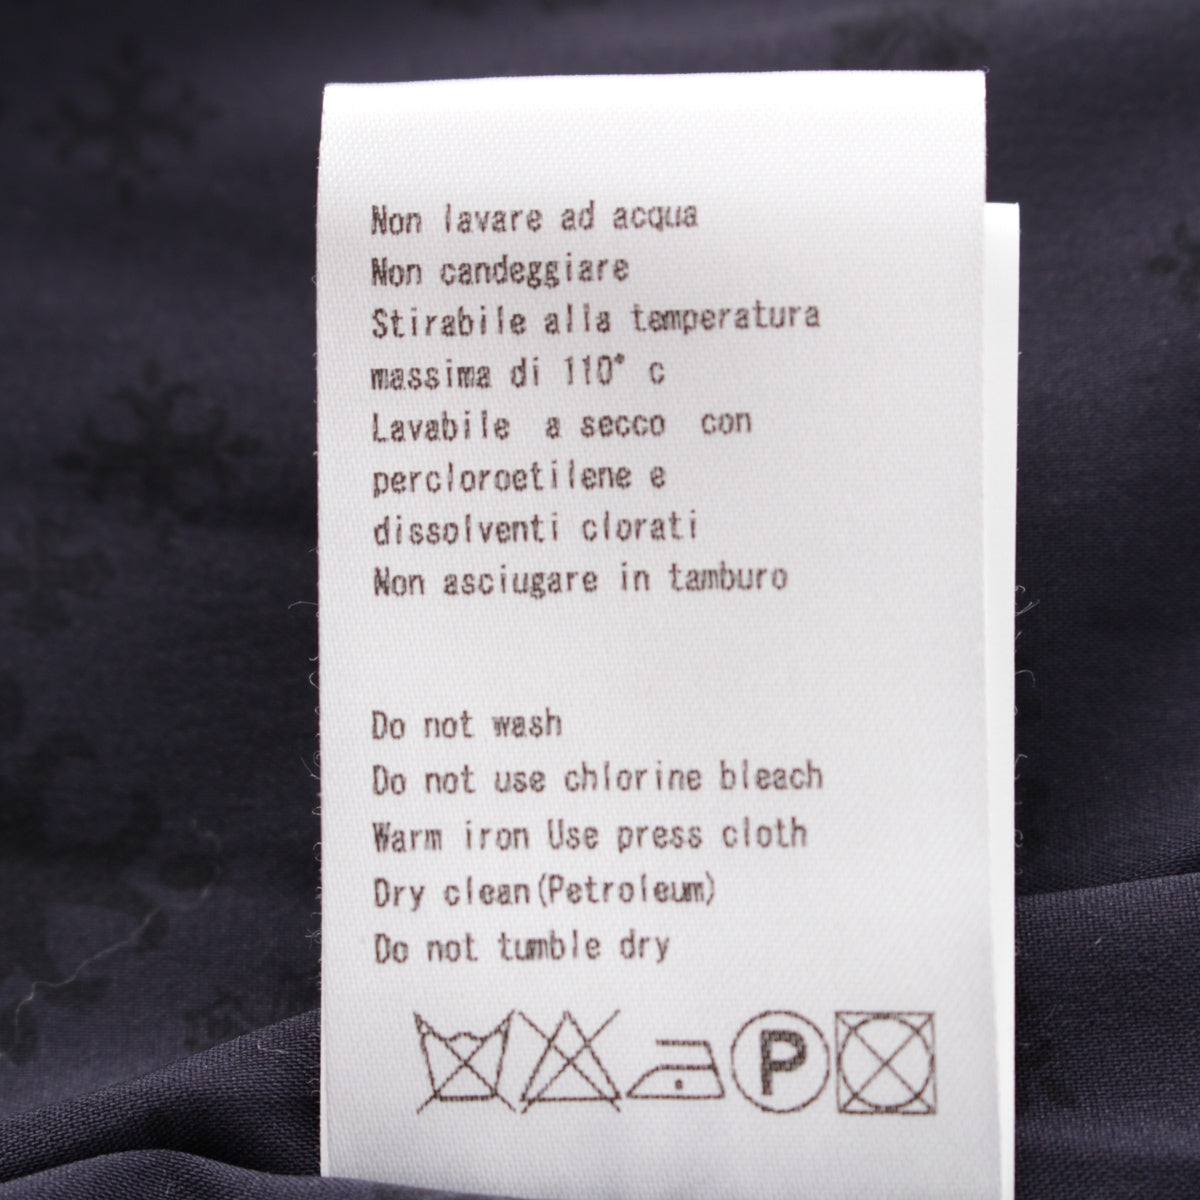 Non lavare ad acqua
Non candeggiare
Stirabile alla temperatura
massima di 110° c
Lavabile a secco con
percloroetilene e
dissolventi clorati
Non asciugare in tamburo
Do not wash
Do not use chlorine bleach
Warm iron Use press cloth
Dry clean(Petroleum)
Do not tumble dry
P